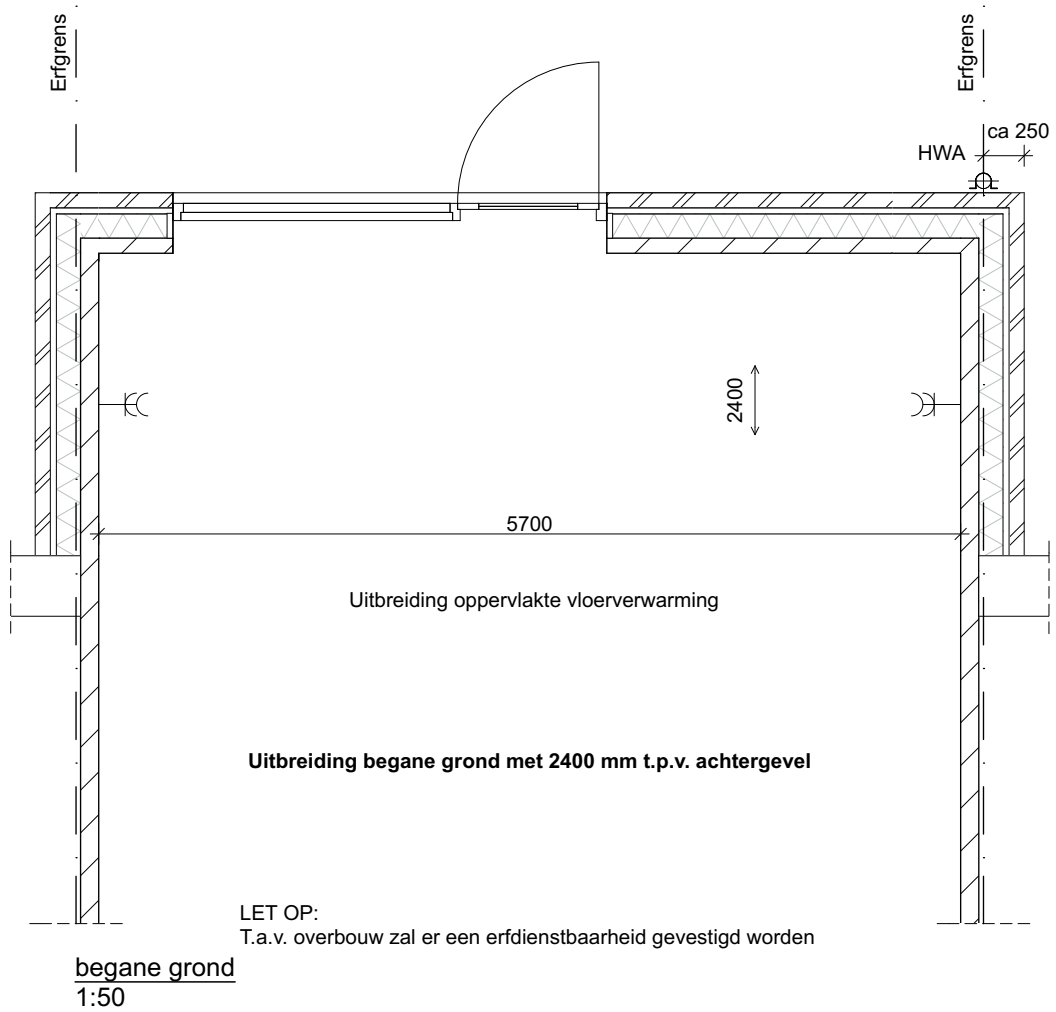 Erfgrens
Erfgrens
ca 250
HWA
2400
5700
Uitbreiding oppervlakte vloerverwarming
Uitbreiding begane grond met 2400 mm t.p.v. achtergevel
LET OP:
T.a.v. overbouw zal er een erfdienstbaarheid gevestigd worden
begane grond
1:50